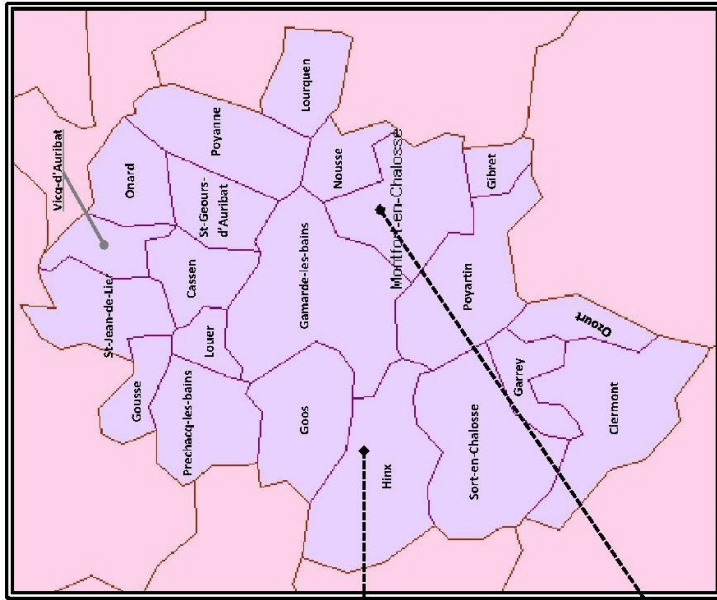 Vicq-d'Auribat
Onard
Poyanne
Lourquen
St-Geours-
d'Auribat
Nousse
Montfort-en-Chalosse
Gibret
St-Jean-de-Lier
Cassen
Gamarde-les-bains
Poyartin
Ozourt
Louer
Gousse
Prechacq-les-bains
Goos
Garrey
Clermont
Hinx
Sort-en-Chalosse